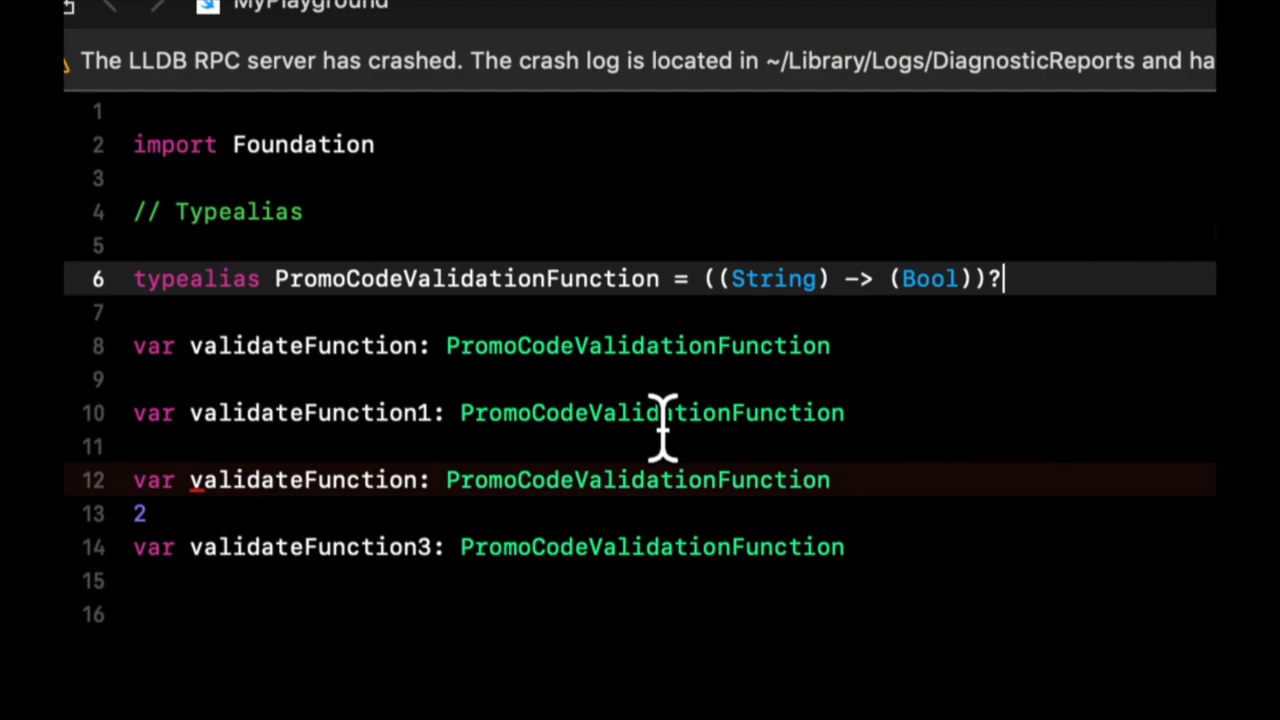 MyPlayground
The LLDB RPC server has crashed. The crash log is located in ~/Library/Logs/DiagnosticReports and ha
1
2 import Foundation
3
4 // Typealias
5
6 typealias PromoCodeValidationFunction = ((String) -> (Bool))?
7
8 var validateFunction: PromoCodeValidationFunction
9
10 var validateFunction1: PromoCodeValidationFunction
11
12 var validateFunction: PromoCodeValidationFunction
13 2
14 var validateFunction3: PromoCodeValidationFunction
15
16